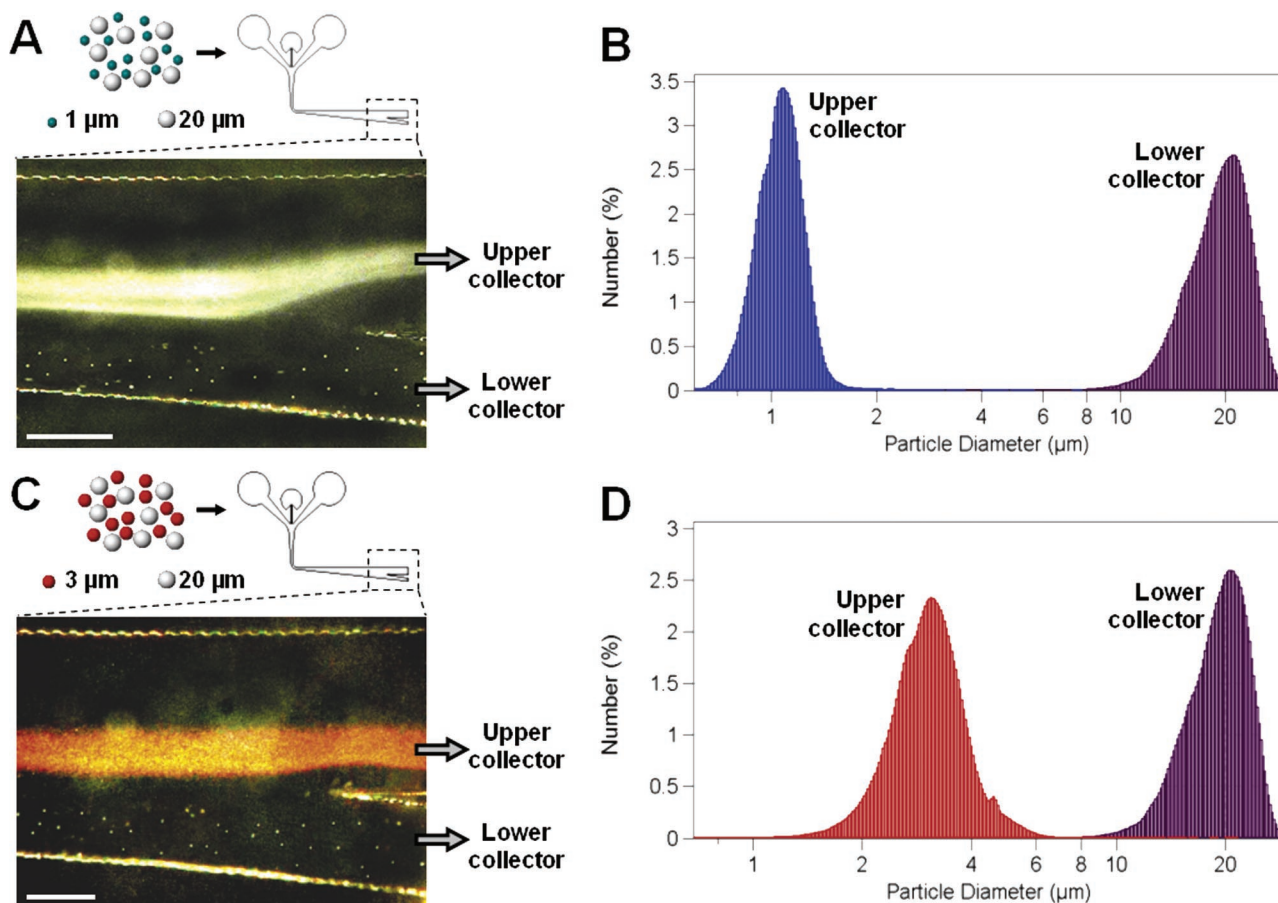 A
1 µm
20 µm
Upper
collector
Lower
collector
B
3.5
3
2.5
2
1.5
1
0.5
0
Number (%)
Upper
collector
Lower
collector
1
2
4
6
8
10
20
Particle Diameter (µm)
C
3 µm
20 µm
Upper
collector
Lower
collector
D
3
2.5
2
1.5
1
0.5
0
Number (%)
Upper
collector
Lower
collector
1
2
4
6
8
10
20
Particle Diameter (µm)